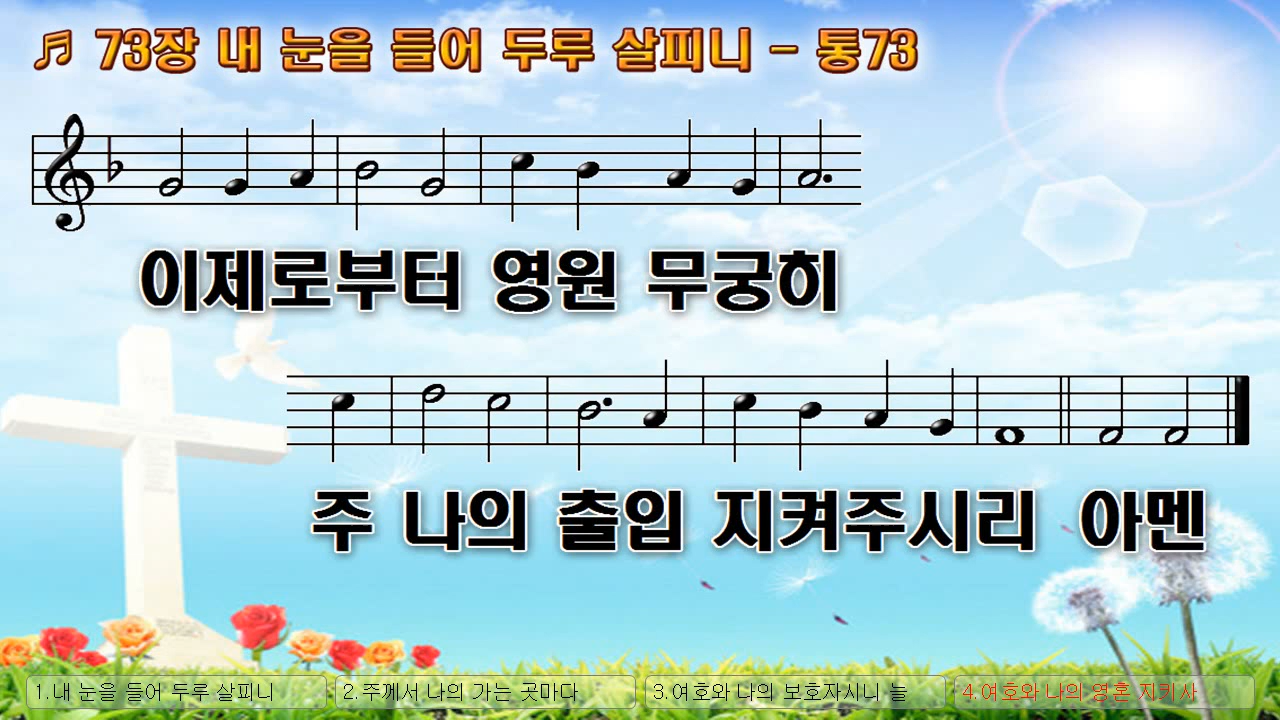 ♬ 73장 내 눈을 들어 두루 살피니 - 통73
이제로부터 영원 무궁히
주 나의 출입 지켜주시리 아멘
1.내 눈을 들어 두루 살피니
2.주께서 나의 가는 곳마다
3.여호와 나의 보호자시니 늘
4.여호와 나의 영혼 지키사